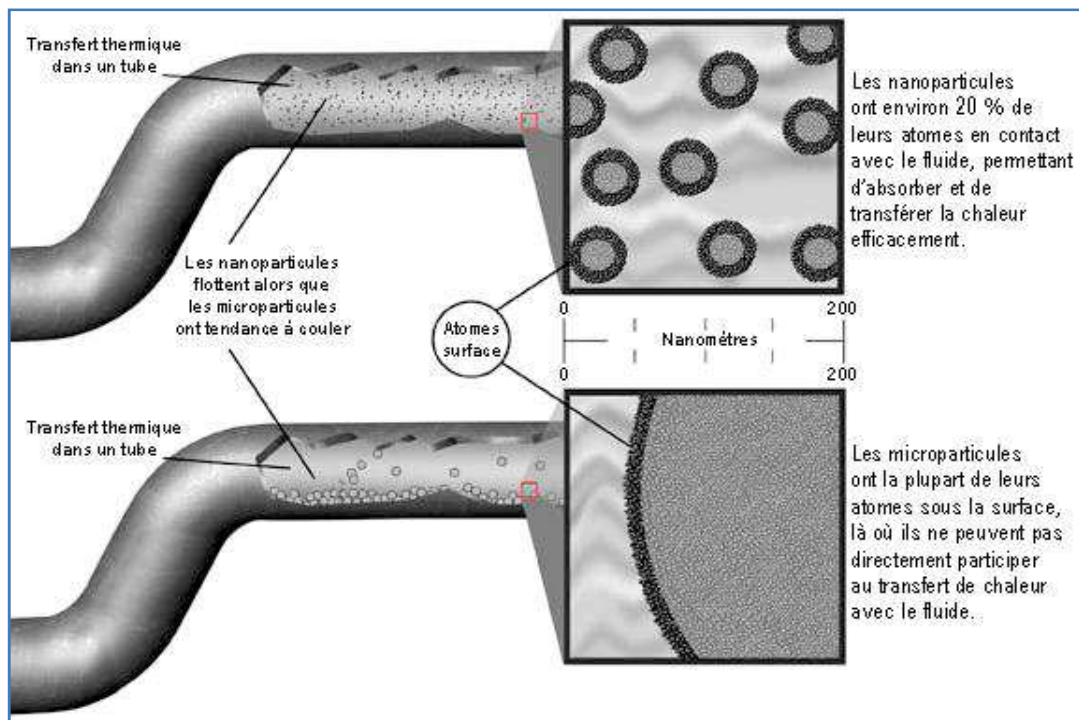 Transfert thermique
dans un tube
Les nanoparticules
ont environ 20 % de
leurs atomes en contact
avec le fluide, permettant
d'absorber et de
transférer la chaleur
efficacement.
Les nanoparticules
flottent alors que
les microparticules
ont tendance à couler
Atomes
surface
0
200
Nanométres
0
200
Transfert thermique
dans un tube
Les microparticules
ont la plupart de leurs
atomes sous la surface,
là où ils ne peuvent pas
directement participer
au transfert de chaleur
avec le fluide.